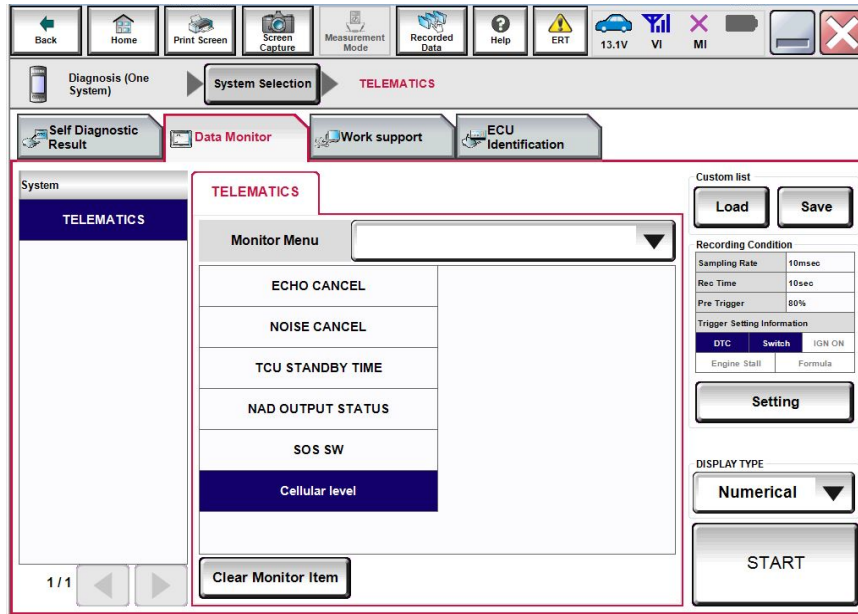 Back
Home
Print Screen
Screen
Capture
Measurement
Mode
Recorded
Data
Help
ERT
13.1V
VI
MI
Diagnosis (One
System)
System Selection
TELEMATICS
Self Diagnostic
Result
Data Monitor
Work support
ECU
Identification
System
TELEMATICS
1/1
TELEMATICS
Monitor Menu
ECHO CANCEL
NOISE CANCEL
TCU STANDBY TIME
NAD OUTPUT STATUS
SOS SW
Cellular level
Clear Monitor Item
Custom list
Load
Save
Recording Condition
Sampling Rate 10msec
Rec Time 10sec
Pre Trigger 80%
Trigger Setting Information
DTC Switch IGN ON
Engine Stall Formula
Setting
DISPLAY TYPE
Numerical
START